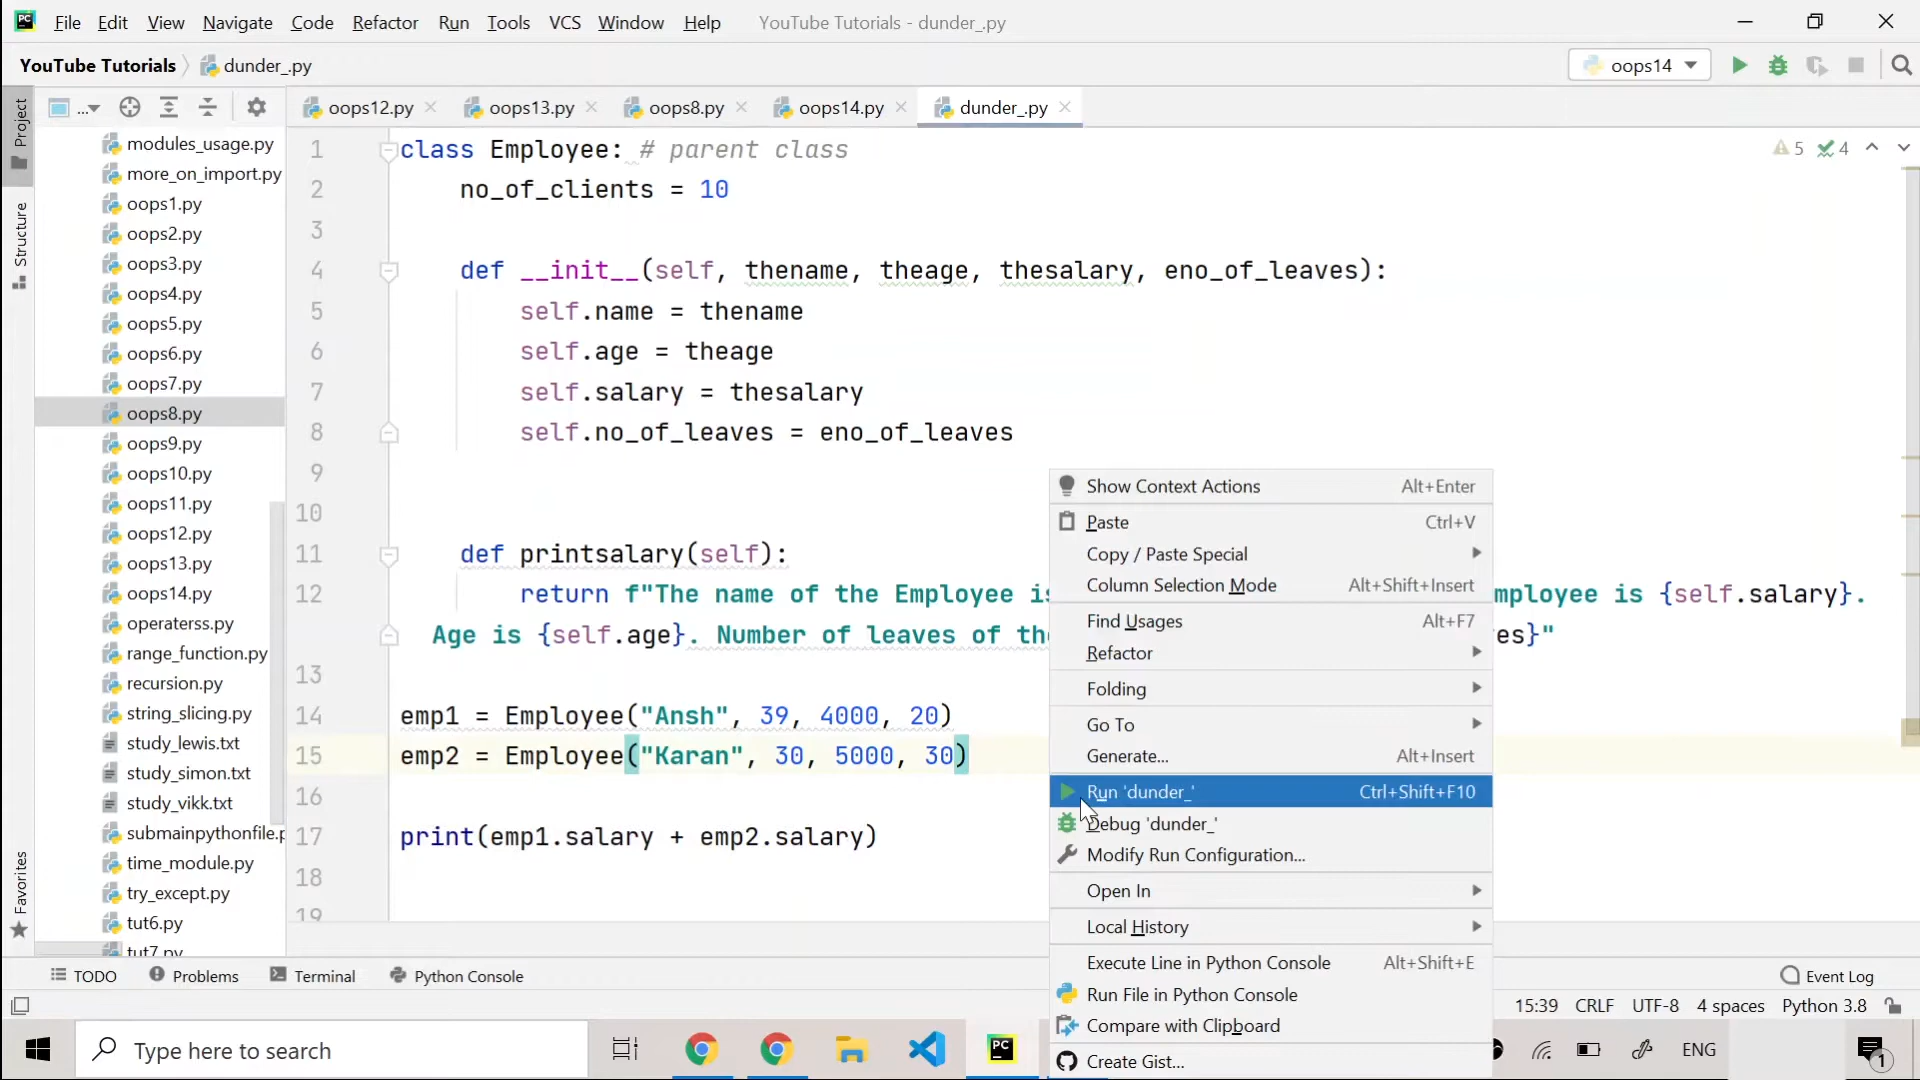 PC File Edit View Navigate Code Refactor Run Tools VCS Window Help YouTube Tutorials - dunder_.py
YouTube Tutorials dunder_.py oops14
... oops12.py oops13.py oops8.py oops14.py dunder_.py
Project
Structure
Favorites
modules_usage.py
more_on_import.py
oops1.py
oops2.py
oops3.py
oops4.py
oops5.py
oops6.py
oops7.py
oops8.py
oops9.py
oops10.py
oops11.py
oops12.py
oops13.py
oops14.py
operaterss.py
range_function.py
recursion.py
string_slicing.py
study_lewis.txt
study_simon.txt
study_vikk.txt
submainpythonfile.p
time_module.py
try_except.py
tut6.py
tut7.py
5 4
1 class Employee: # parent class
2 no_of_clients = 10
3
4 def __init__(self, thename, theage, thesalary, eno_of_leaves):
5 self.name = thename
6 self.age = theage
7 self.salary = thesalary
8 self.no_of_leaves = eno_of_leaves
9
10
11 def printsalary(self):
12 return f"The name of the Employee is mployee is {self.salary}.
Age is {self.age}. Number of leaves of th es}"
13
14 emp1 = Employee("Ansh", 39, 4000, 20)
15 emp2 = Employee("Karan", 30, 5000, 30)
16
17 print(emp1.salary + emp2.salary)
18
19
Show Context Actions Alt+Enter
Paste Ctrl+V
Copy / Paste Special
Column Selection Mode Alt+Shift+Insert
Find Usages Alt+F7
Refactor
Folding
Go To
Generate... Alt+Insert
Run 'dunder_' Ctrl+Shift+F10
Debug 'dunder_'
Modify Run Configuration...
Open In
Local History
Execute Line in Python Console Alt+Shift+E
Run File in Python Console
Compare with Clipboard
Create Gist...
TODO Problems Terminal Python Console Event Log
15:39 CRLF UTF-8 4 spaces Python 3.8
Type here to search PC ENG 1